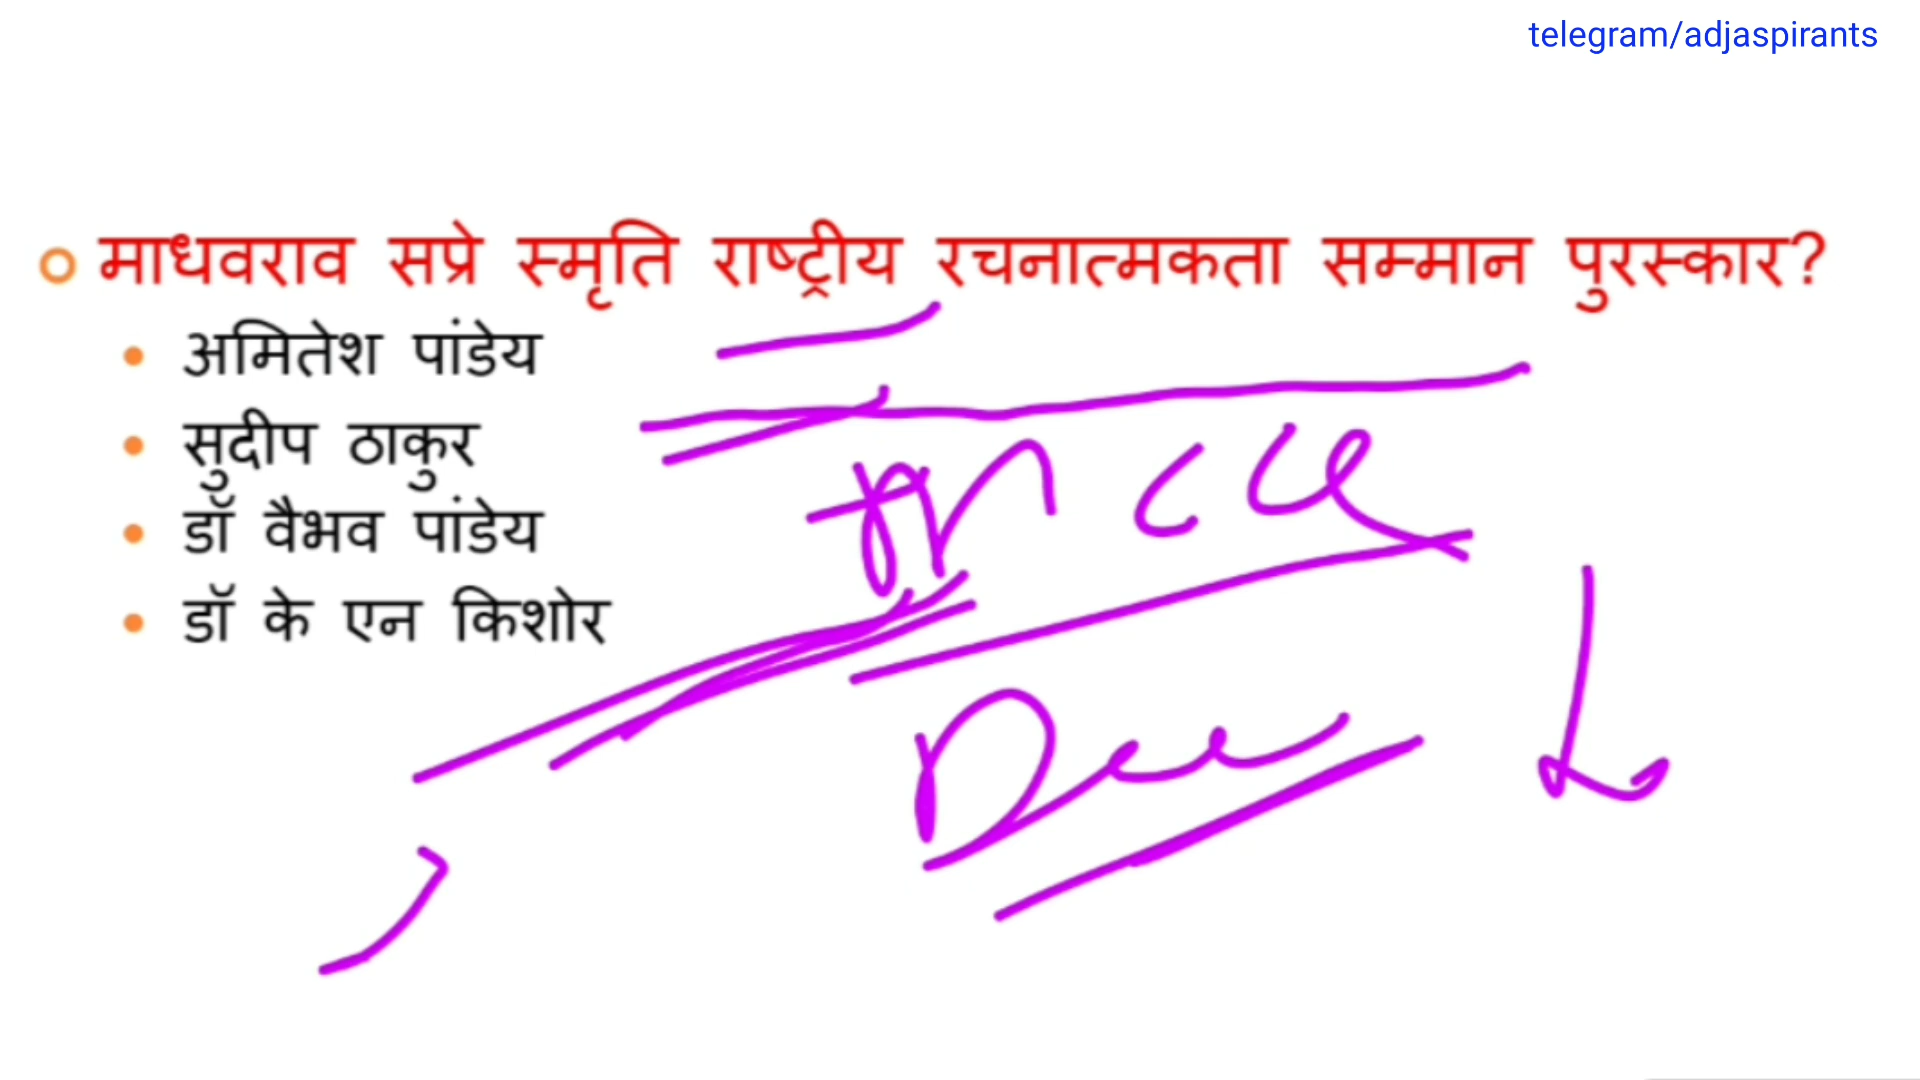 telegram/adjaspirants
माधवराव सप्रे स्मृति राष्ट्रीय रचनात्मकता सम्मान पुरस्कार?
अमितेश पांडेय
सुदीप ठाकुर
डॉ वैभव पांडेय
डॉ के एन किशोर